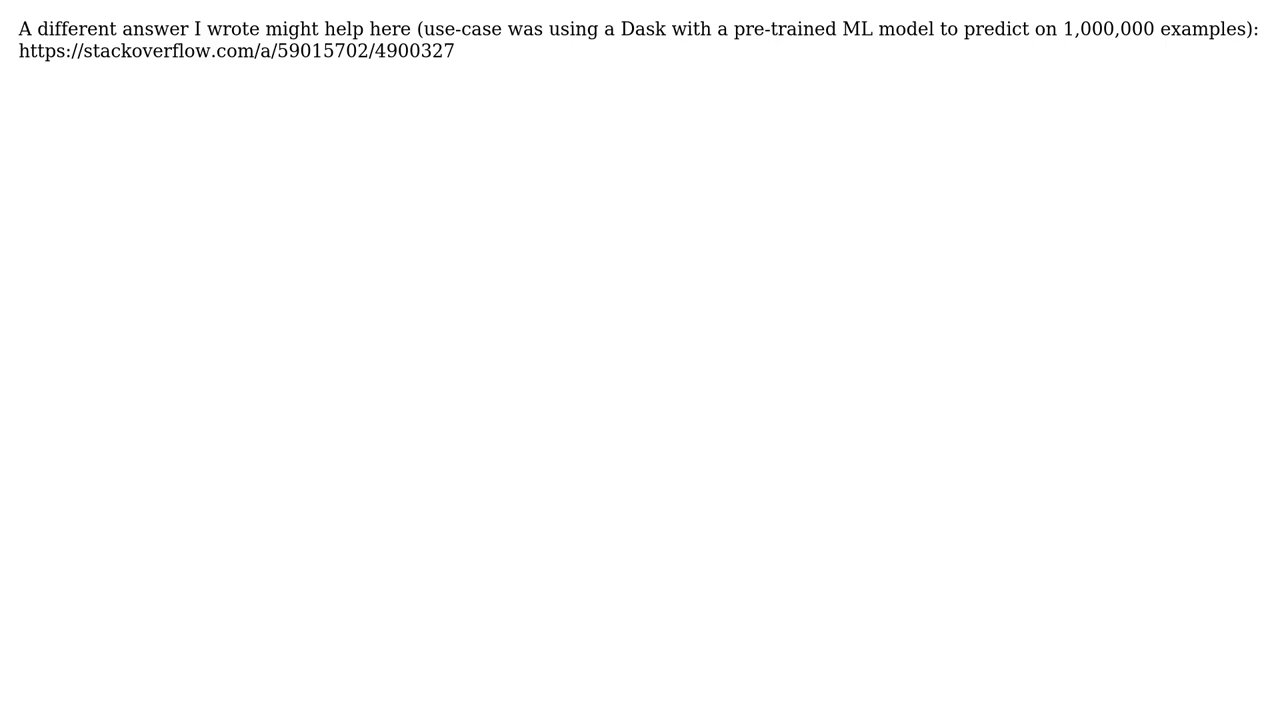 A different answer I wrote might help here (use-case was using a Dask with a pre-trained ML model to predict on 1,000,000 examples):
https://stackoverflow.com/a/59015702/4900327